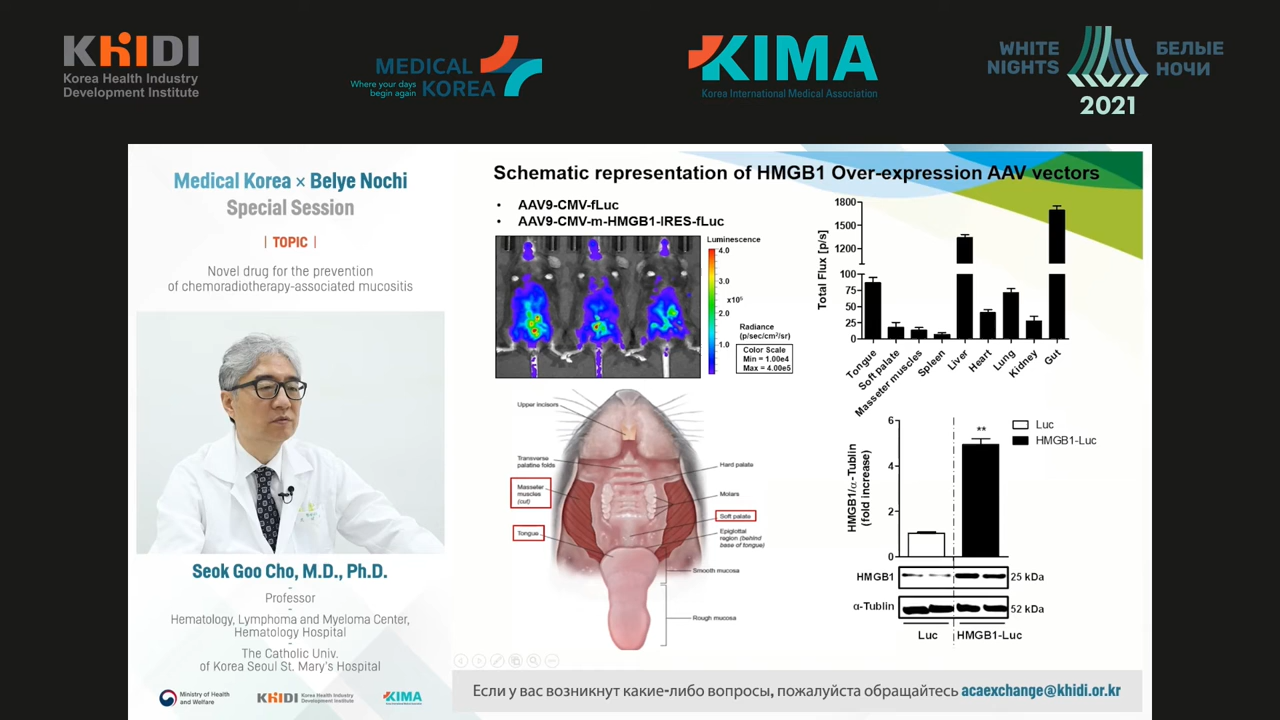 KHIDI
Korea Health Industry
Development Institute
MEDICAL
KOREA
Where your days
begin again
KIMA
Korea International Medical Association
WHITE
NIGHTS
БЕЛЫЕ
НОЧИ
2021
Medical Korea × Belye Nochi
Special Session
| TOPIC |
Novel drug for the prevention
of chemoradiotherapy-associated mucositis
Seok Goo Cho, M.D., Ph.D.
Professor
Hematology, Lymphoma and Myeloma Center,
Hematology Hospital
The Catholic Univ.
of Korea Seoul St. Mary's Hospital
Ministry of Health
and Welfare
KHIDI
Korea Health Industry
Development Institute
KIMA
Schematic representation of HMGB1 Over-expression AAV vectors
• AAV9-CMV-fLuc
• AAV9-CMV-m-HMGB1-IRES-fLuc
Luminescence
4.0
3.0
x10⁵
2.0
1.0
Radiance
(p/sec/cm²/sr)
Color Scale
Min = 1.00e4
Max = 4.00e5
Total Flux [p/s]
1800
1500
1200
100
75
50
25
0
Tongue
Soft palate
Masseter muscles
Spleen
Liver
Heart
Lung
Kidney
Gut
Upper incisors
Transverse
palatine folds
Masseter
muscles
(cut)
Tongue
Hard palate
Molars
Soft palate
Epiglottal
region (behind
base of tongue)
Smooth mucosa
Rough mucosa
HMGB1/α-Tublin
(fold increase)
6
4
2
0
**
Luc
HMGB1-Luc
HMGB1
25 kDa
α-Tublin
52 kDa
Luc
HMGB1-Luc
Если у вас возникнут какие-либо вопросы, пожалуйста обращайтесь acaexchange@khidi.or.kr